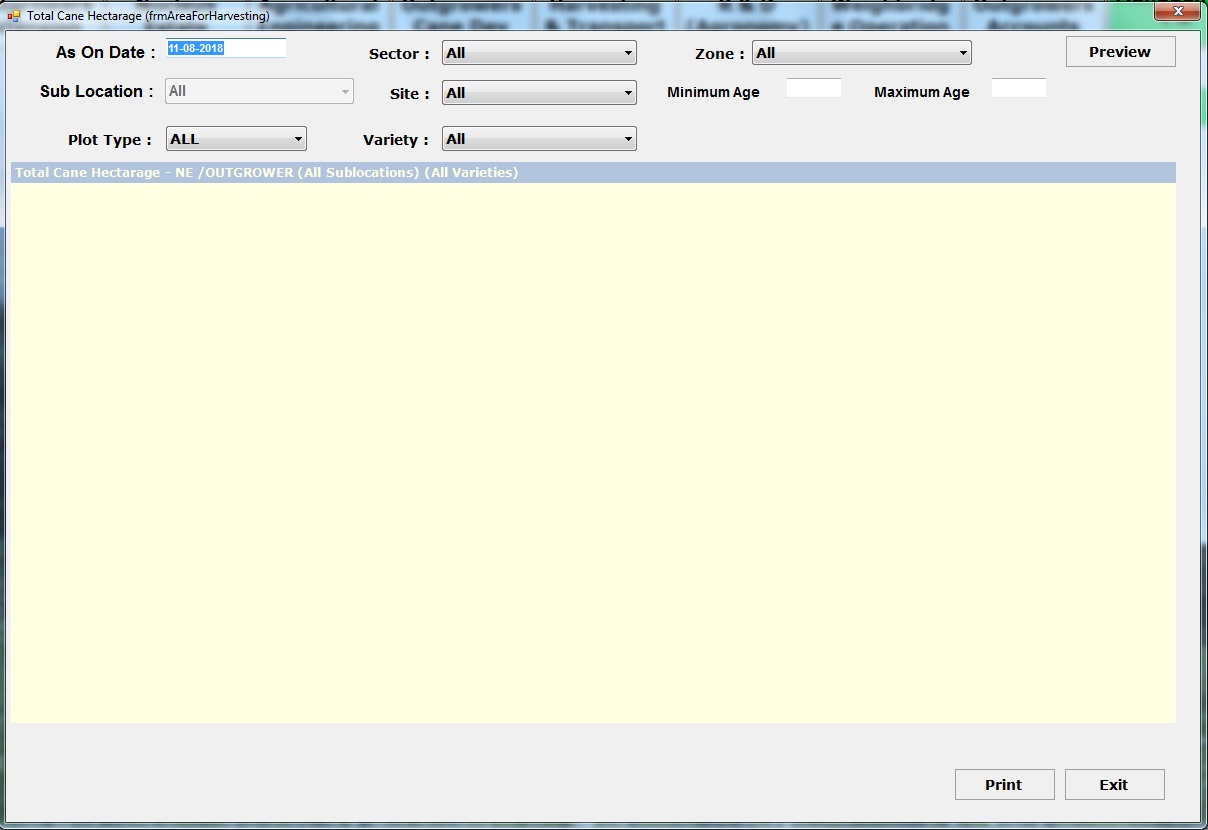 Total Cane Hectarage (frmAreaForHarvesting)
As On Date : 11-08-2018 Sector : All Zone : All Preview
Sub Location : All Site : All Minimum Age Maximum Age
Plot Type : ALL Variety : All
Total Cane Hectarage - NE /OUTGROWER (All Sublocations) (All Varieties)
Print Exit